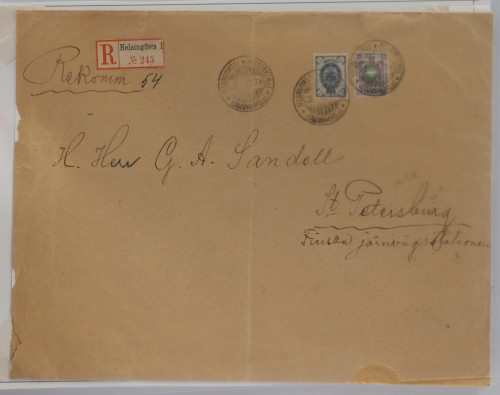 R Helsingfors 1
№ 245
Rekomm 54
H. Herr G. A. Sandell
St Petersburg
Finska järnvägsstationen